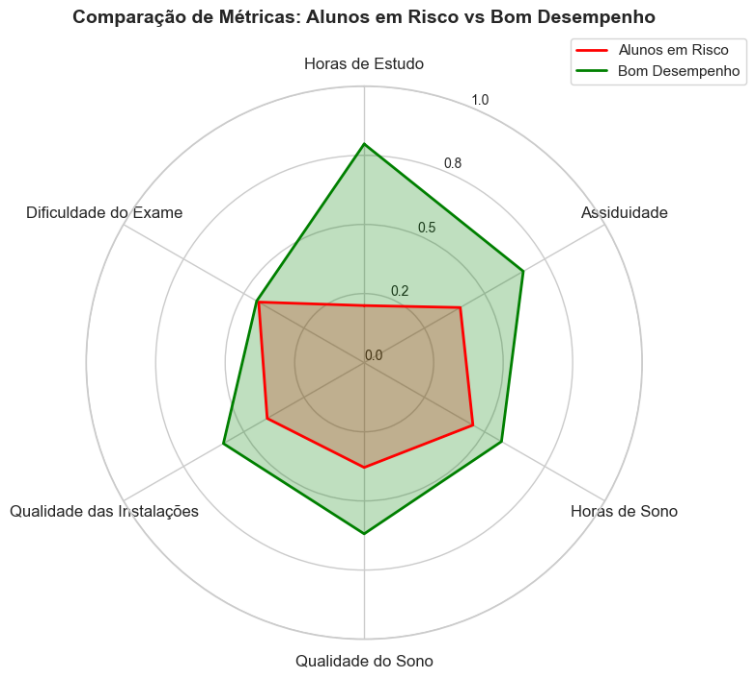 Comparação de Métricas: Alunos em Risco vs Bom Desempenho
Alunos em Risco
Bom Desempenho
Horas de Estudo
1.0
0.8
Dificuldade do Exame
Assiduidade
0.5
0.2
0.0
Qualidade das Instalações
Horas de Sono
Qualidade do Sono